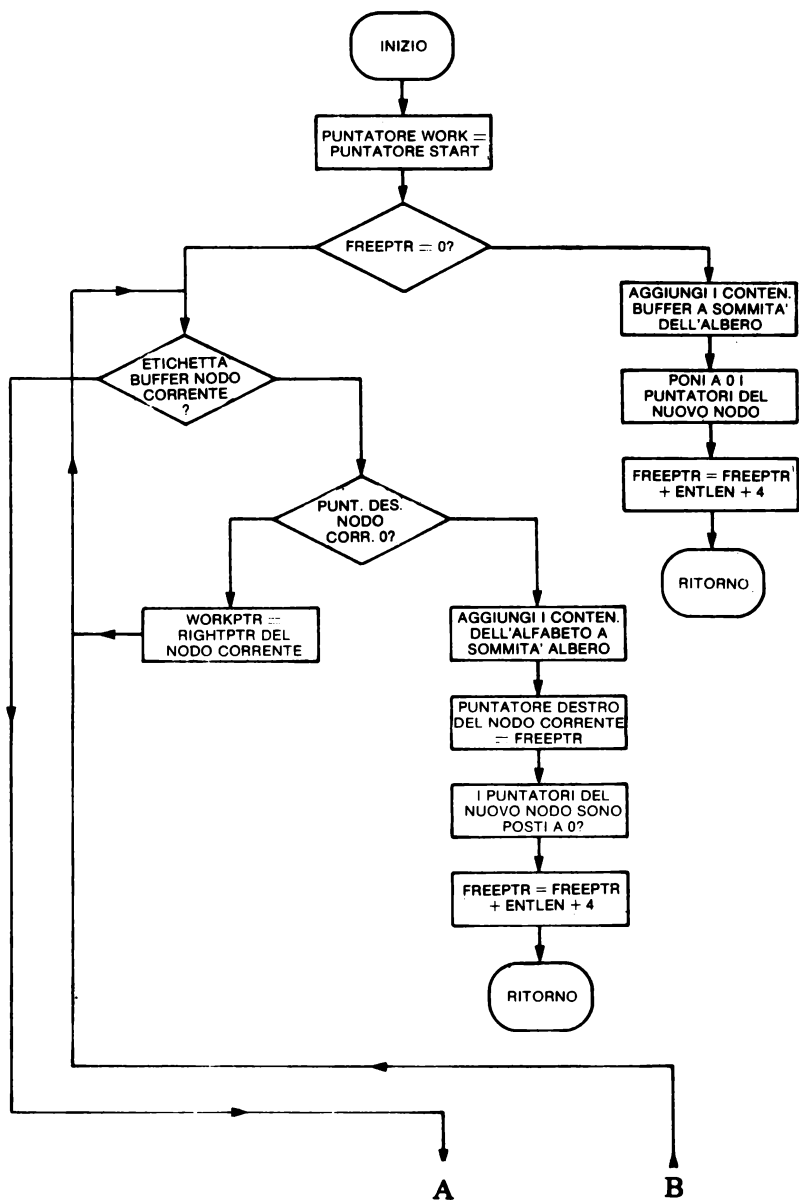 INIZIO
PUNTATORE WORK =
PUNTATORE START
FREEPTR = 0?
AGGIUNGI I CONTEN.
BUFFER A SOMMITA'
DELL'ALBERO
ETICHETTA
BUFFER NODO
CORRENTE
?
PONI A 0 I
PUNTATORI DEL
NUOVO NODO
FREEPTR = FREEPTR
+ ENTLEN + 4
PUNT. DES.
NODO
CORR. 0?
RITORNO
WORKPTR =
RIGHTPTR DEL
NODO CORRENTE
AGGIUNGI I CONTEN.
DELL'ALFABETO A
SOMMITA' ALBERO
PUNTATORE DESTRO
DEL NODO CORRENTE
= FREEPTR
I PUNTATORI DEL
NUOVO NODO SONO
POSTI A 0?
FREEPTR = FREEPTR
+ ENTLEN + 4
RITORNO
A
B